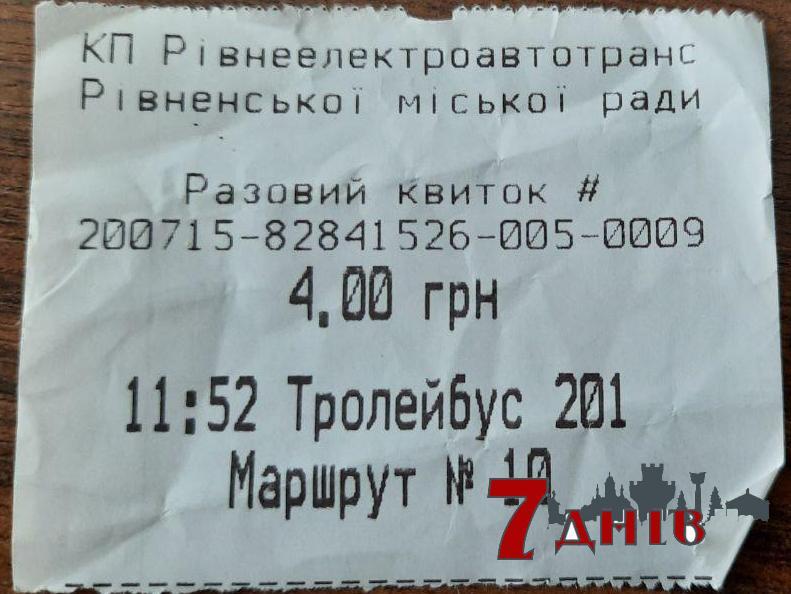 КП Рівнеелектроавтотранс
Рівненської міської ради
Разовий квиток #
200715-82841526-005-0009
4.00 грн
11:52 Тролейбус 201
Маршрут № 10
7 днів